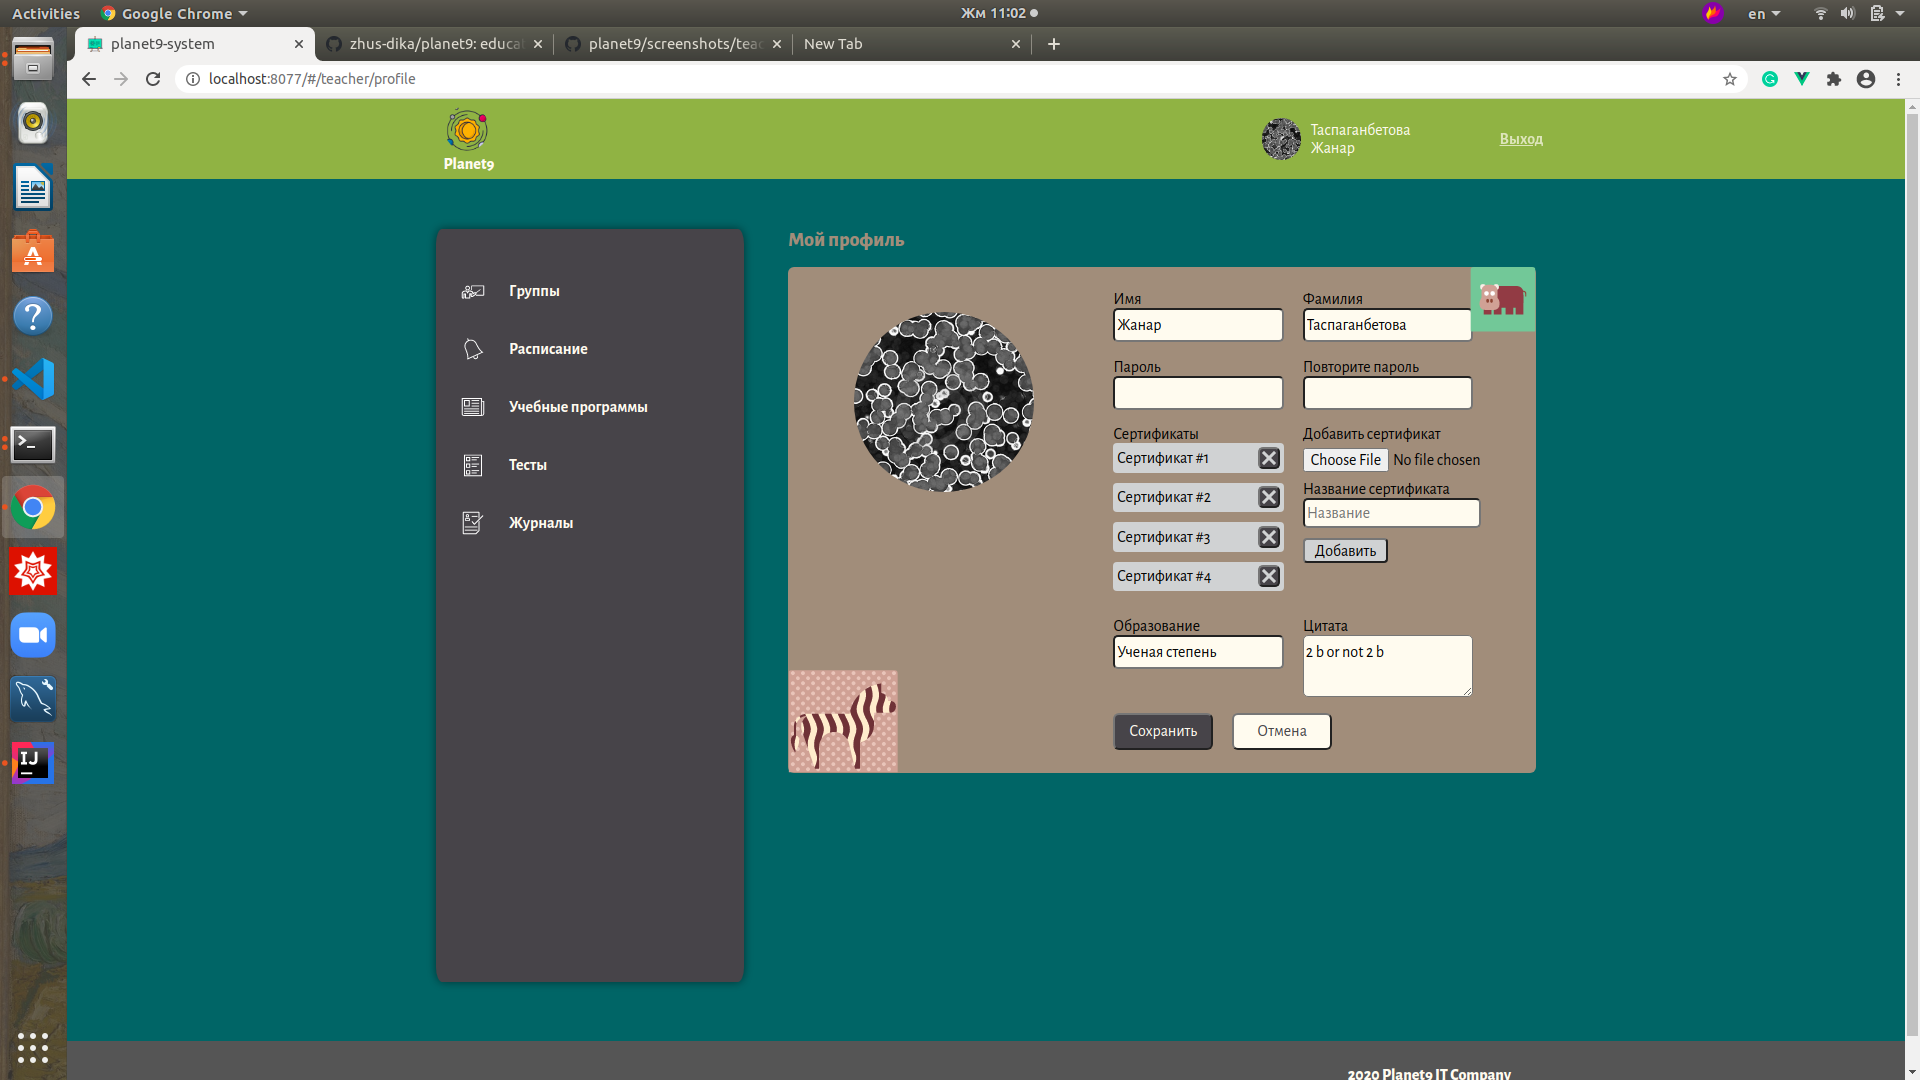 Activities
Google Chrome
Жм 11:02
en
planet9-system
zhus-dika/planet9: educa
planet9/screenshots/tea
New Tab
localhost:8077/#/teacher/profile
Planet9
Таспаганбетова
Жанар
Выход
Группы
Расписание
Учебные программы
Тесты
Журналы
Мой профиль
Имя
Фамилия
Жанар
Таспаганбетова
Пароль
Повторите пароль
Сертификаты
Добавить сертификат
Сертификат #1
Choose File No file chosen
Название сертификата
Сертификат #2
Название
Сертификат #3
Добавить
Сертификат #4
Образование
Цитата
Ученая степень
2 b or not 2 b
Сохранить
Отмена
2020 Planet9 IT Company